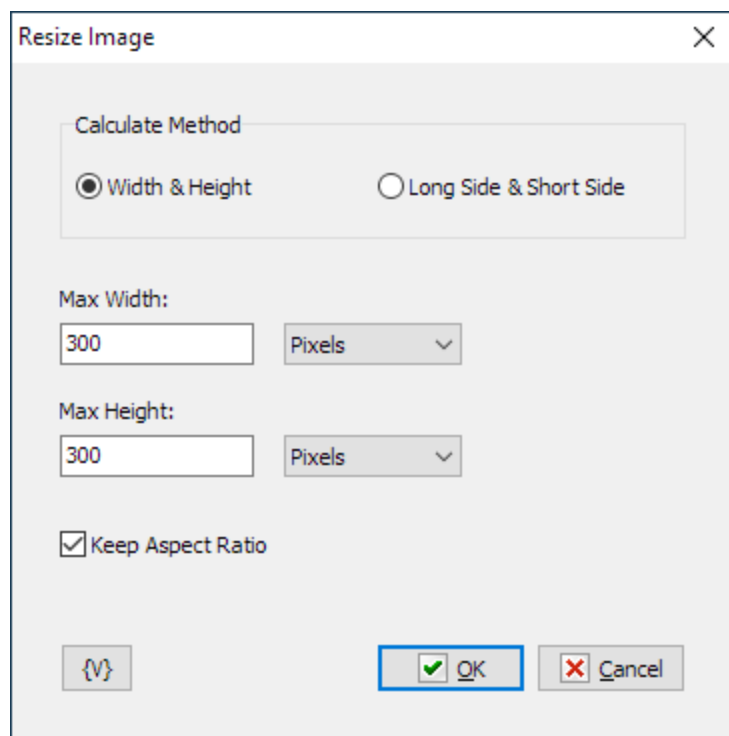 Resize Image
Calculate Method
Width & Height Long Side & Short Side
Max Width:
300 Pixels
Max Height:
300 Pixels
Keep Aspect Ratio
{V} OK Cancel